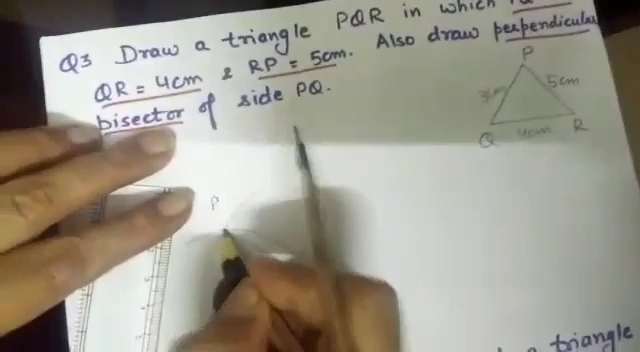 Q3 Draw a triangle PQR in which
QR = 4cm & RP = 5cm. Also draw perpendicular
bisector of side PQ.
P
3cm 5cm
Q 4cm R
P
a triangle